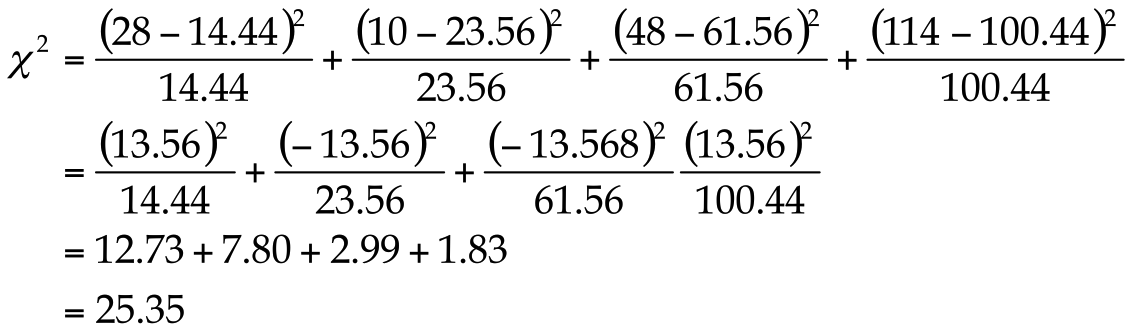 χ² = (28 – 14.44)²/14.44 + (10 – 23.56)²/23.56 + (48 – 61.56)²/61.56 + (114 – 100.44)²/100.44
= (13.56)²/14.44 + (– 13.56)²/23.56 + (– 13.568)²/61.56 (13.56)²/100.44
= 12.73 + 7.80 + 2.99 + 1.83
= 25.35